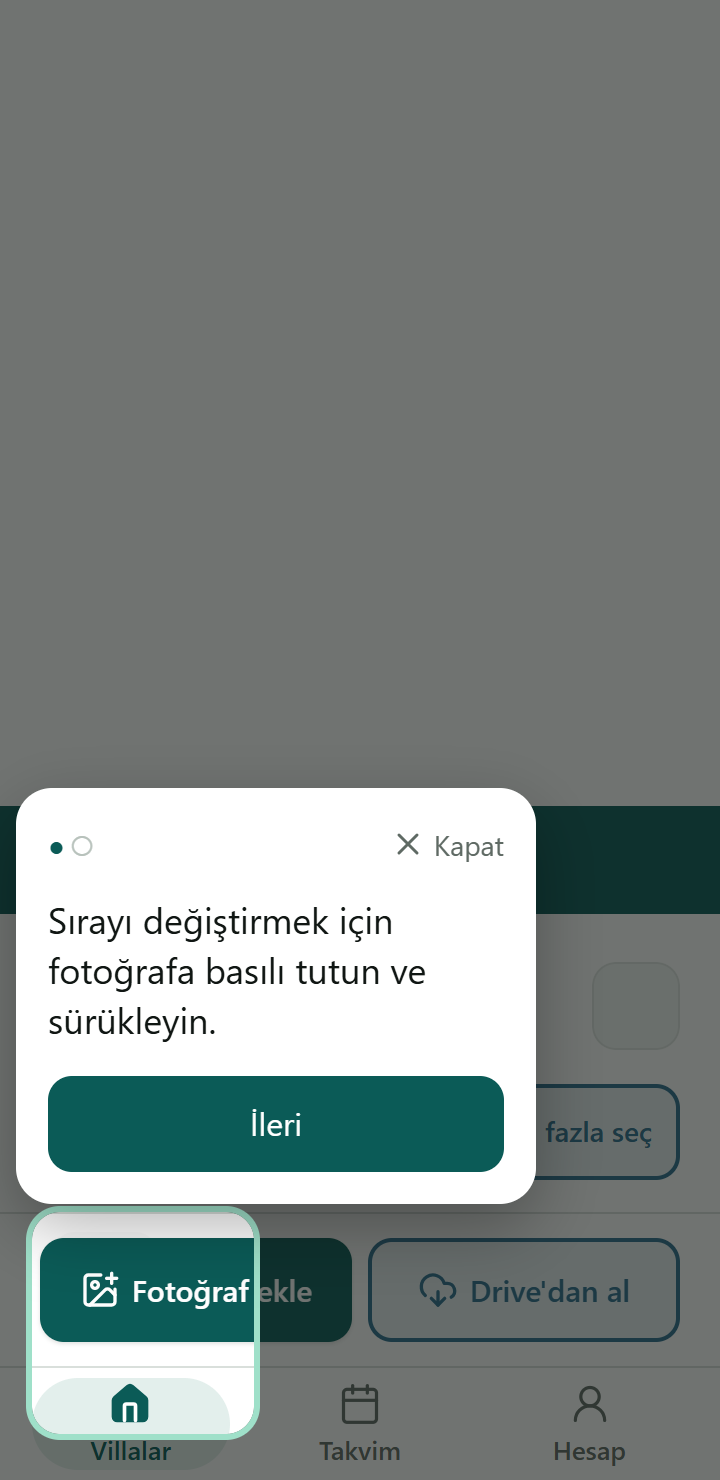 Kapat
Sırayı değiştirmek için
fotoğrafa basılı tutun ve
sürükleyin.
İleri
fazla seç
Fotoğraf ekle
Drive'dan al
Villalar
Takvim
Hesap